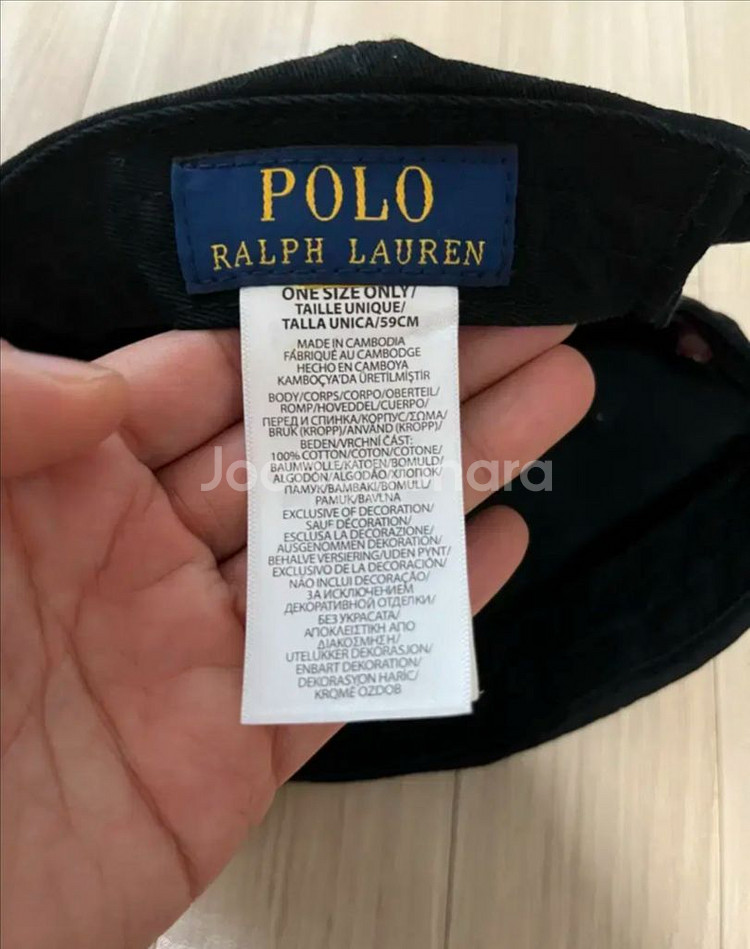 POLO
RALPH LAUREN
ONE SIZE ONLY/
TAILLE UNIQUE/
TALLA UNICA/59CM
MADE IN CAMBODIA
FABRIQUÉ AU CAMBODGE
HECHO EN CAMBOYA
KAMBOÇYA'DA ÜRETİLMİŞTİR
BODY/CORPS/CORPO/OBERTEIL/
ROMP/HOVEDDEL/CUERPO/
ПЕРЕД И СПИНКА/КОРПУС/ΣΩΜΑ/
BRUK (KROPP)/ANVÄND (KROPP)/
BEDEN/VRCHNÍ ČÁST:
100% COTTON/COTON/COTONE/
BAUMWOLLE/KATOEN/BOMULD/
ALGODÓN/ALGODÃO/ХЛОПОК/
ПАМУК/ΒΑΜΒΑΚΙ/BOMULL/
PAMUK/BAVLNA
EXCLUSIVE OF DECORATION/
SAUF DÉCORATION/
ESCLUSA LA DECORAZIONE/
AUSGENOMMEN DEKORATION/
BEHALVE VERSIERING/UDEN PYNT/
EXCLUSIVO DE LA DECORACIÓN/
NÃO INCLUI DECORAÇÃO/
ЗА ИСКЛЮЧЕНИЕМ
ДЕКОРАТИВНОЙ ОТДЕЛКИ/
БЕЗ УКРАСАТА/
ΑΠΟΚΛΕΙΣΤΙΚΗ ΑΠΟ
ΔΙΑΚΟΣΜΗΣΗ/
UTELUKKER DEKORASJON/
ENBART DEKORATION/
DEKORASYON HARİÇ/
KROMĚ OZDOB